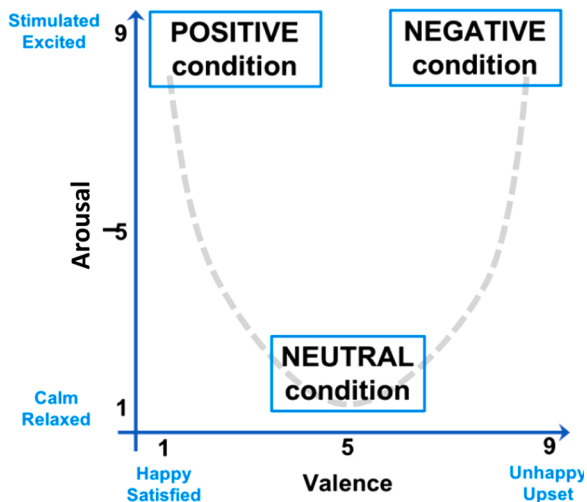 Stimulated
Excited
9
POSITIVE
condition
NEGATIVE
condition
Arousal
5
NEUTRAL
condition
Calm
Relaxed
1
1
5
9
Happy
Satisfied
Valence
Unhappy
Upset